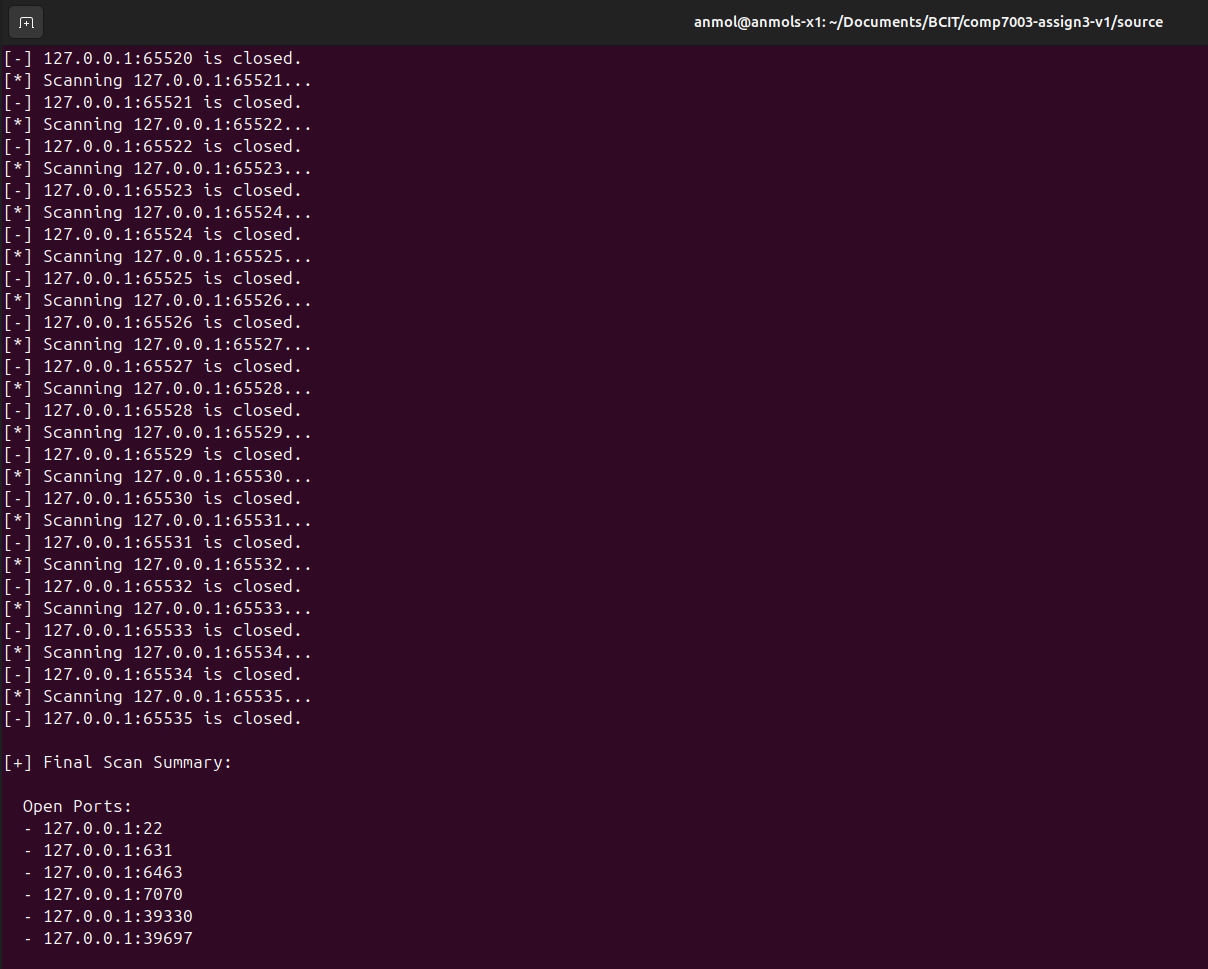 anmol@anmols-x1: ~/Documents/BCIT/comp7003-assign3-v1/source
[-] 127.0.0.1:65520 is closed.
[*] Scanning 127.0.0.1:65521...
[-] 127.0.0.1:65521 is closed.
[*] Scanning 127.0.0.1:65522...
[-] 127.0.0.1:65522 is closed.
[*] Scanning 127.0.0.1:65523...
[-] 127.0.0.1:65523 is closed.
[*] Scanning 127.0.0.1:65524...
[-] 127.0.0.1:65524 is closed.
[*] Scanning 127.0.0.1:65525...
[-] 127.0.0.1:65525 is closed.
[*] Scanning 127.0.0.1:65526...
[-] 127.0.0.1:65526 is closed.
[*] Scanning 127.0.0.1:65527...
[-] 127.0.0.1:65527 is closed.
[*] Scanning 127.0.0.1:65528...
[-] 127.0.0.1:65528 is closed.
[*] Scanning 127.0.0.1:65529...
[-] 127.0.0.1:65529 is closed.
[*] Scanning 127.0.0.1:65530...
[-] 127.0.0.1:65530 is closed.
[*] Scanning 127.0.0.1:65531...
[-] 127.0.0.1:65531 is closed.
[*] Scanning 127.0.0.1:65532...
[-] 127.0.0.1:65532 is closed.
[*] Scanning 127.0.0.1:65533...
[-] 127.0.0.1:65533 is closed.
[*] Scanning 127.0.0.1:65534...
[-] 127.0.0.1:65534 is closed.
[*] Scanning 127.0.0.1:65535...
[-] 127.0.0.1:65535 is closed.
[+] Final Scan Summary:
Open Ports:
- 127.0.0.1:22
- 127.0.0.1:631
- 127.0.0.1:6463
- 127.0.0.1:7070
- 127.0.0.1:39330
- 127.0.0.1:39697